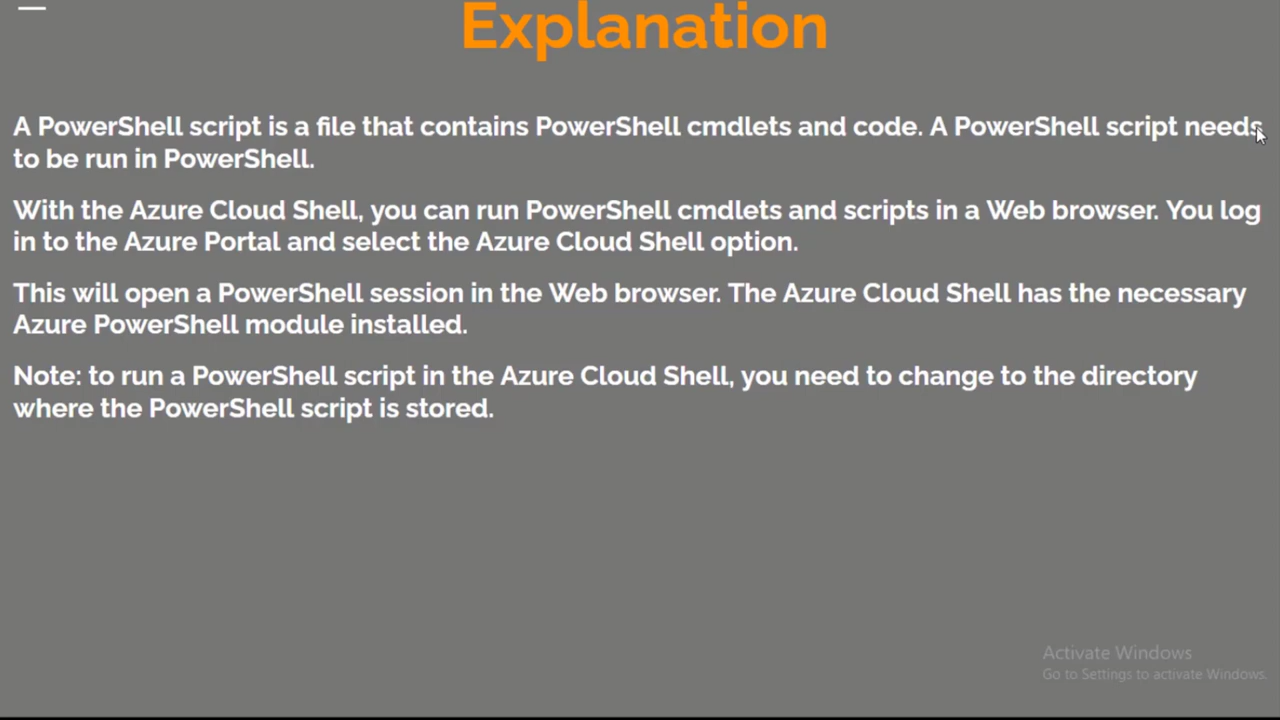 Explanation
A PowerShell script is a file that contains PowerShell cmdlets and code. A PowerShell script needs
to be run in PowerShell.
With the Azure Cloud Shell, you can run PowerShell cmdlets and scripts in a Web browser. You log
in to the Azure Portal and select the Azure Cloud Shell option.
This will open a PowerShell session in the Web browser. The Azure Cloud Shell has the necessary
Azure PowerShell module installed.
Note: to run a PowerShell script in the Azure Cloud Shell, you need to change to the directory
where the PowerShell script is stored.
Activate Windows
Go to Settings to activate Windows.